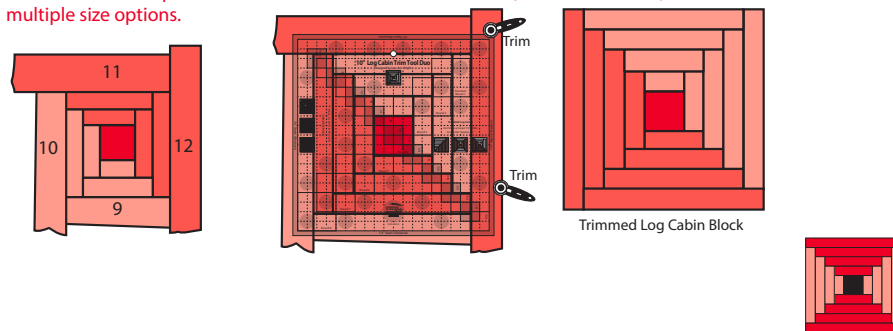 multiple size options.
11
10
12
9
Trim
10" Log Cabin Trim Tool Duo
Trim
Trimmed Log Cabin Block